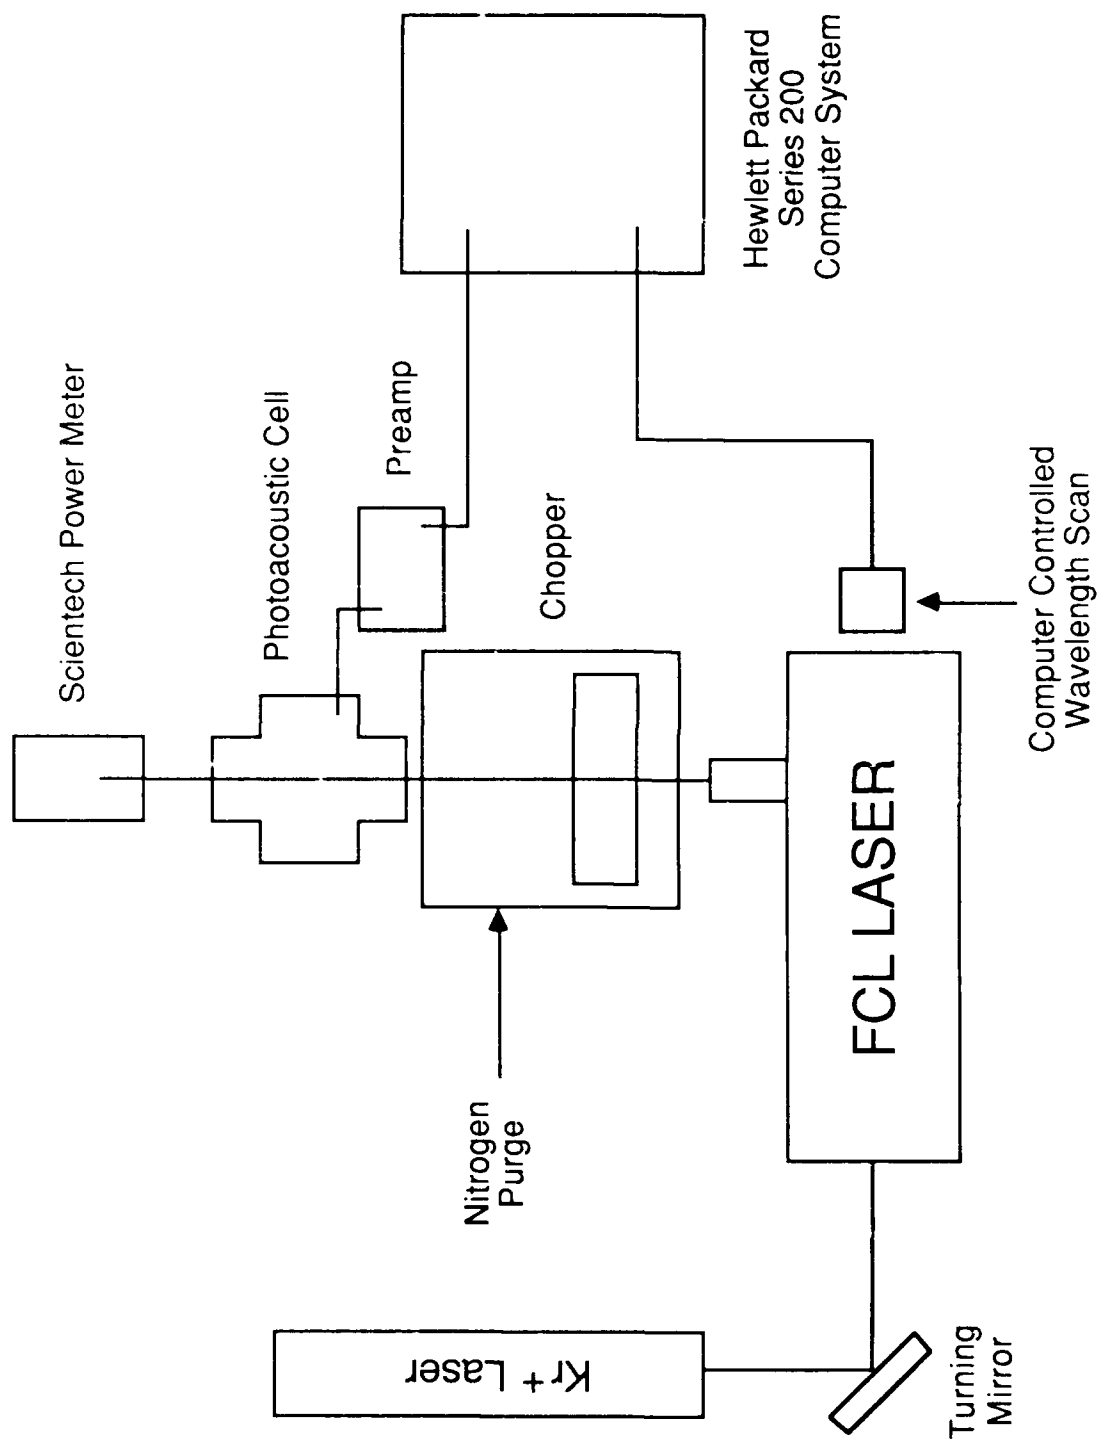 Scientech Power Meter
Photoacoustic Cell
Preamp
Hewlett Packard
Series 200
Computer System
Chopper
Nitrogen
Purge
Kr+ Laser
FCL LASER
Computer Controlled
Wavelength Scan
Turning
Mirror